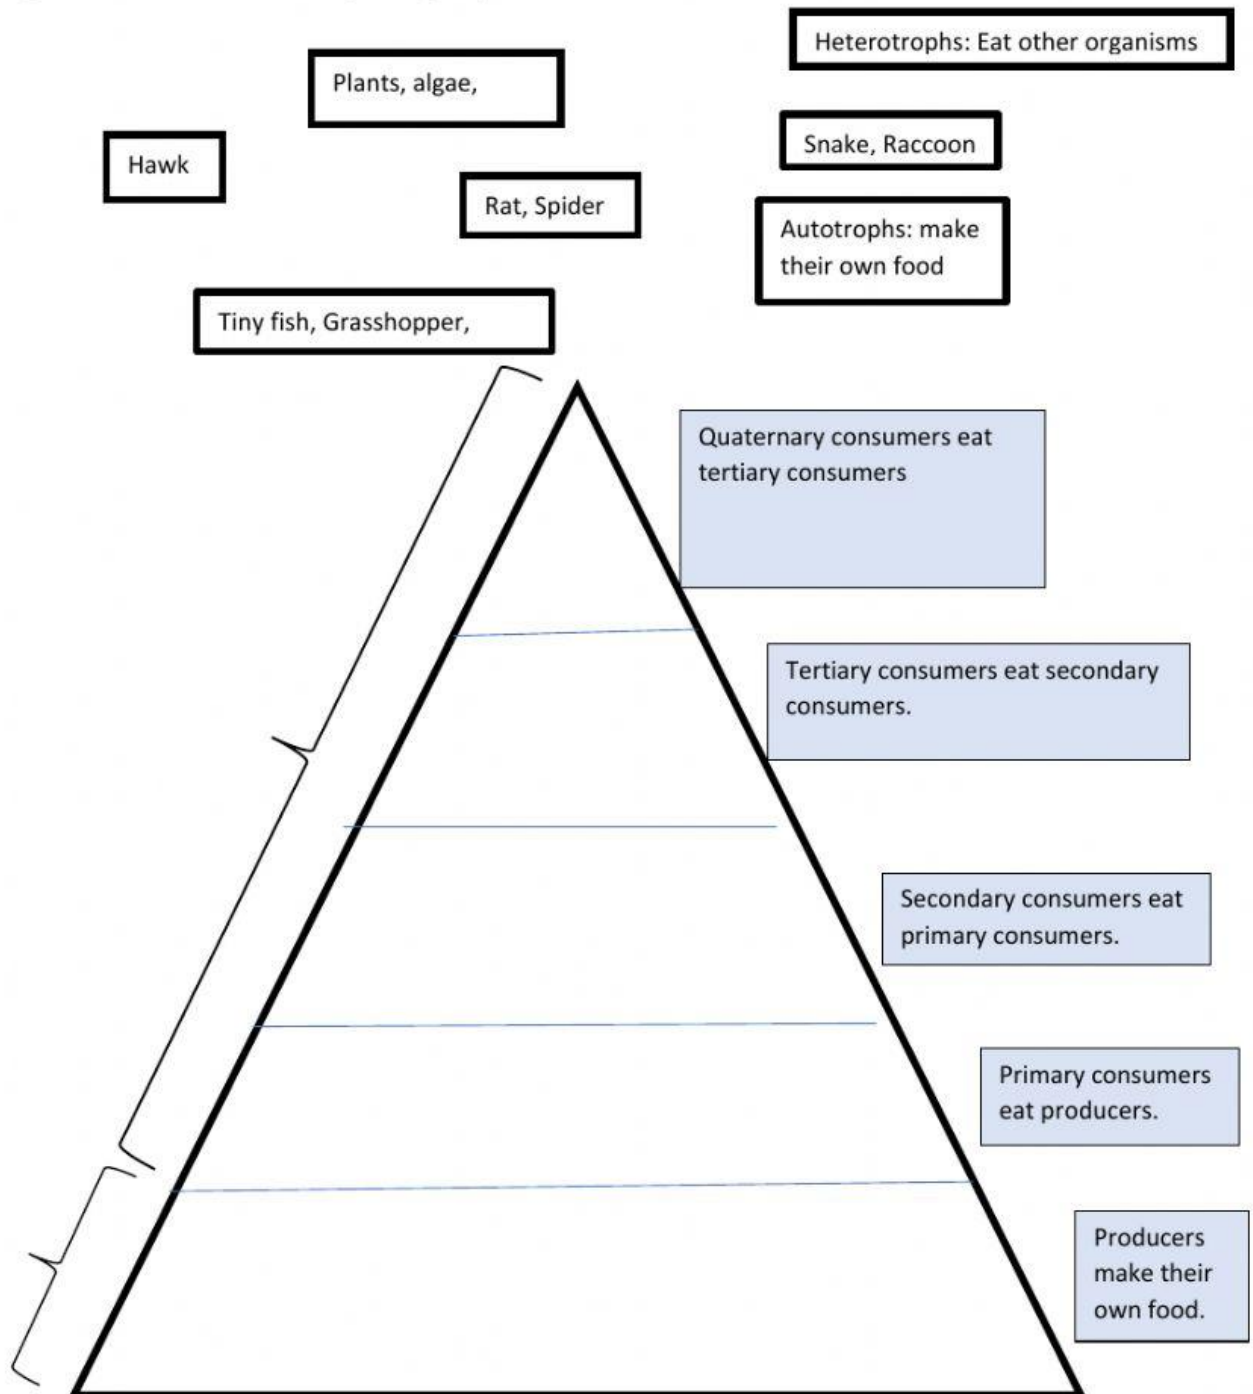 Heterotrophs: Eat other organisms
Plants, algae,
Snake, Raccoon
Hawk
Rat, Spider
Autotrophs: make
their own food
Tiny fish, Grasshopper,
Quaternary consumers eat
tertiary consumers
Tertiary consumers eat secondary
consumers.
Secondary consumers eat
primary consumers.
Primary consumers
eat producers.
Producers
make their
own food.